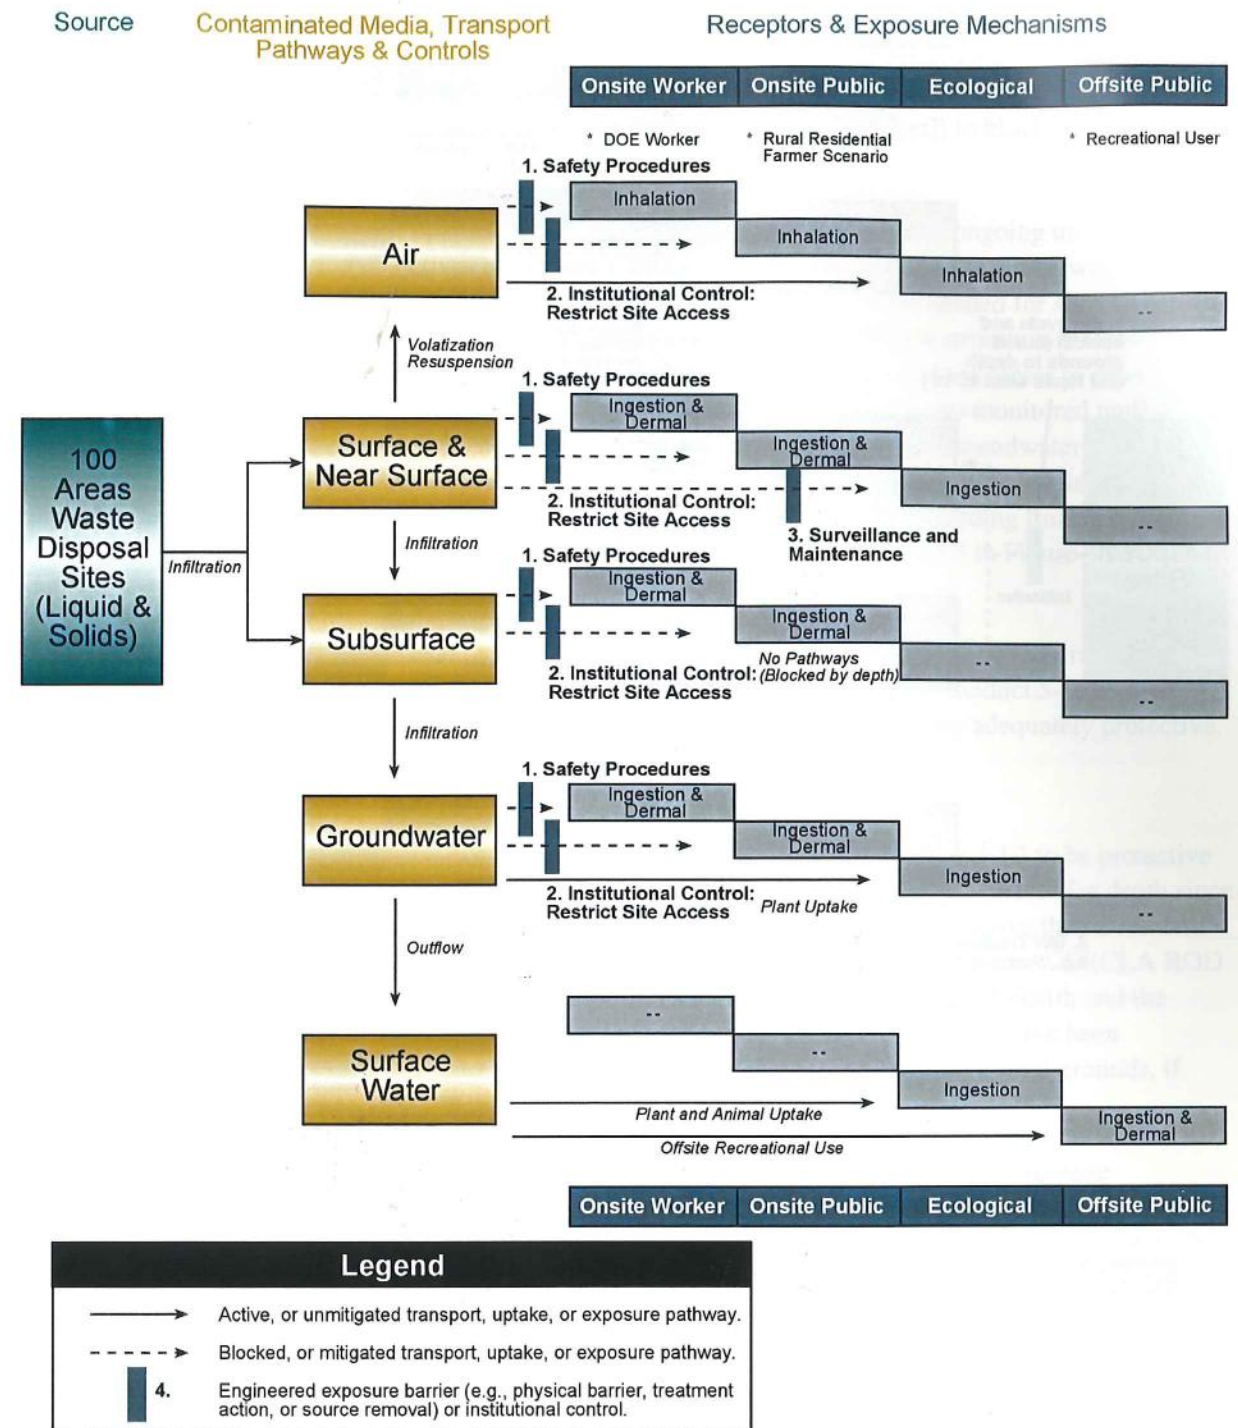 Source
Contaminated Media, Transport
Pathways & Controls
Receptors & Exposure Mechanisms
Onsite Worker
Onsite Public
Ecological
Offsite Public
* DOE Worker
* Rural Residential
Farmer Scenario
* Recreational User
1. Safety Procedures
Inhalation
Air
Inhalation
Inhalation
2. Institutional Control:
Restrict Site Access
--
Volatization
Resuspension
1. Safety Procedures
Ingestion &
Dermal
Surface &
Near Surface
Ingestion &
Dermal
Ingestion
2. Institutional Control:
Restrict Site Access
--
3. Surveillance and
Maintenance
100
Areas
Waste
Disposal
Sites
(Liquid &
Solids)
Infiltration
Infiltration
1. Safety Procedures
Ingestion &
Dermal
Subsurface
Ingestion &
Dermal
No Pathways
(Blocked by depth)
--
2. Institutional Control:
Restrict Site Access
--
Infiltration
1. Safety Procedures
Ingestion &
Dermal
Groundwater
Ingestion &
Dermal
Ingestion
2. Institutional Control:
Restrict Site Access
Plant Uptake
--
Outflow
--
--
Surface
Water
Ingestion
Plant and Animal Uptake
Ingestion &
Dermal
Offsite Recreational Use
Onsite Worker
Onsite Public
Ecological
Offsite Public
Legend
Active, or unmitigated transport, uptake, or exposure pathway.
Blocked, or mitigated transport, uptake, or exposure pathway.
4.
Engineered exposure barrier (e.g., physical barrier, treatment
action, or source removal) or institutional control.